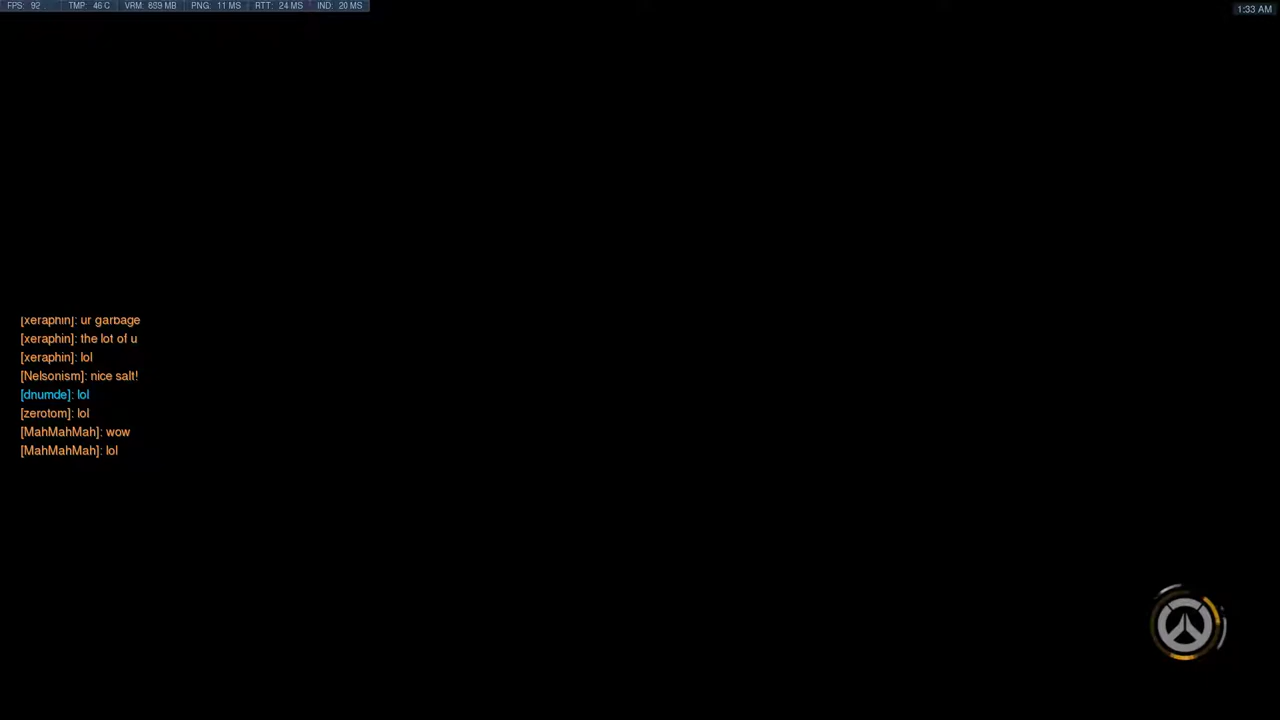 FPS: 92 TMP: 46 C VRM: 859 MB PNG: 11 MS RTT: 24 MS IND: 20 MS
1:33 AM
[xeraphin]: ur garbage
[xeraphin]: the lot of u
[xeraphin]: lol
[Nelsonism]: nice salt!
[dnumde]: lol
[zerotom]: lol
[MahMahMah]: wow
[MahMahMah]: lol